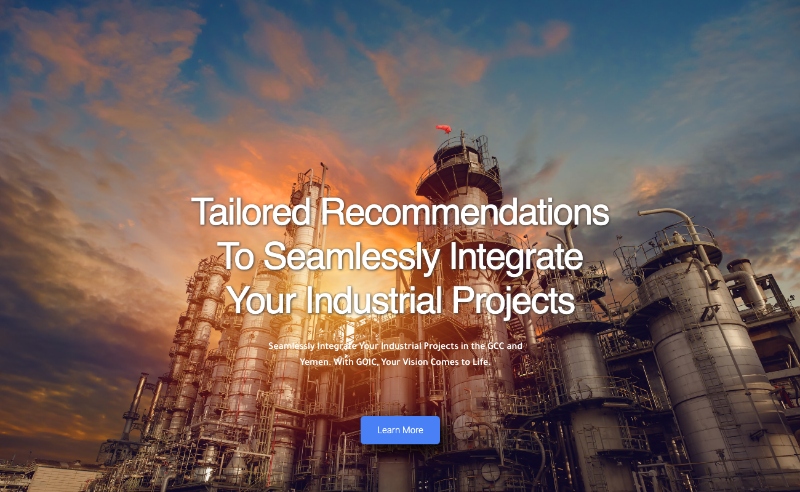 Tailored Recommendations
To Seamlessly Integrate
Your Industrial Projects
Seamlessly Integrate Your Industrial Projects in the GCC and
Yemen. With GOIC, Your Vision Comes to Life.
Learn More